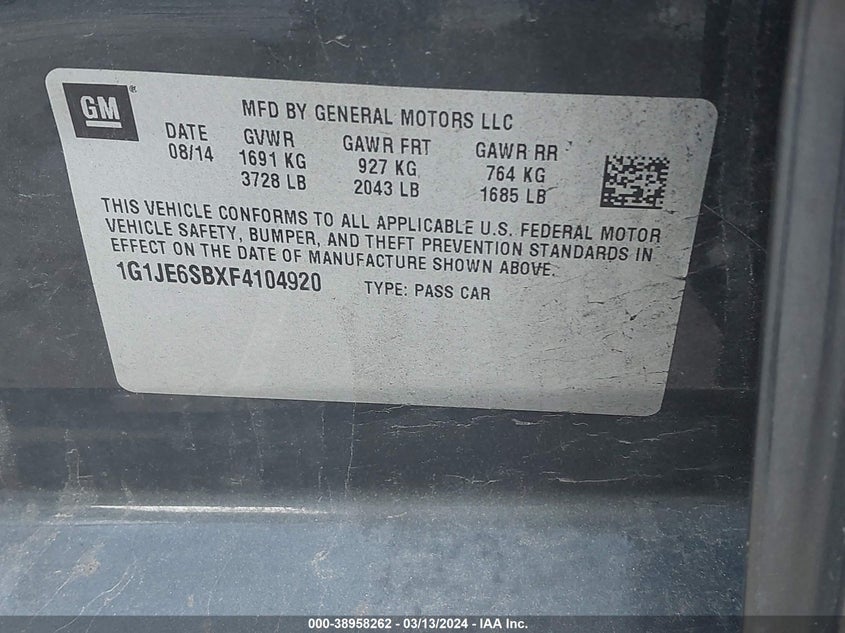 GM
MFD BY GENERAL MOTORS LLC
DATE GVWR GAWR FRT GAWR RR
08/14 1691 KG 927 KG 764 KG
3728 LB 2043 LB 1685 LB
THIS VEHICLE CONFORMS TO ALL APPLICABLE U.S. FEDERAL MOTOR
VEHICLE SAFETY, BUMPER, AND THEFT PREVENTION STANDARDS IN
EFFECT ON THE DATE OF MANUFACTURE SHOWN ABOVE.
1G1JE6SBXF4104920 TYPE: PASS CAR
000-38958262 - 03/13/2024 - IAA Inc.